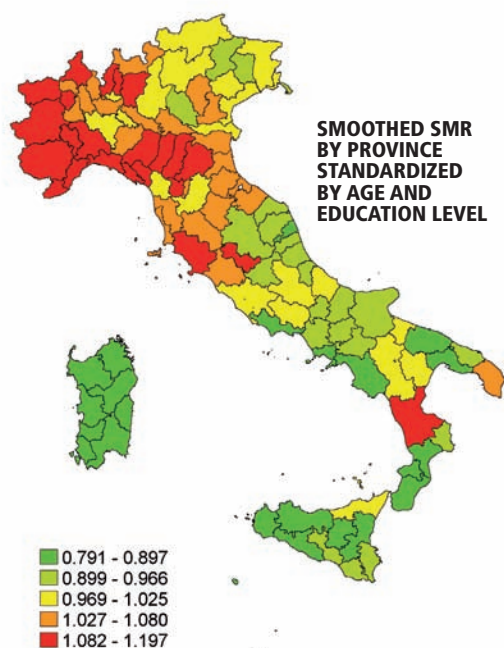 SMOOTHED SMR
BY PROVINCE
STANDARDIZED
BY AGE AND
EDUCATION LEVEL
0.791 - 0.897
0.899 - 0.966
0.969 - 1.025
1.027 - 1.080
1.082 - 1.197